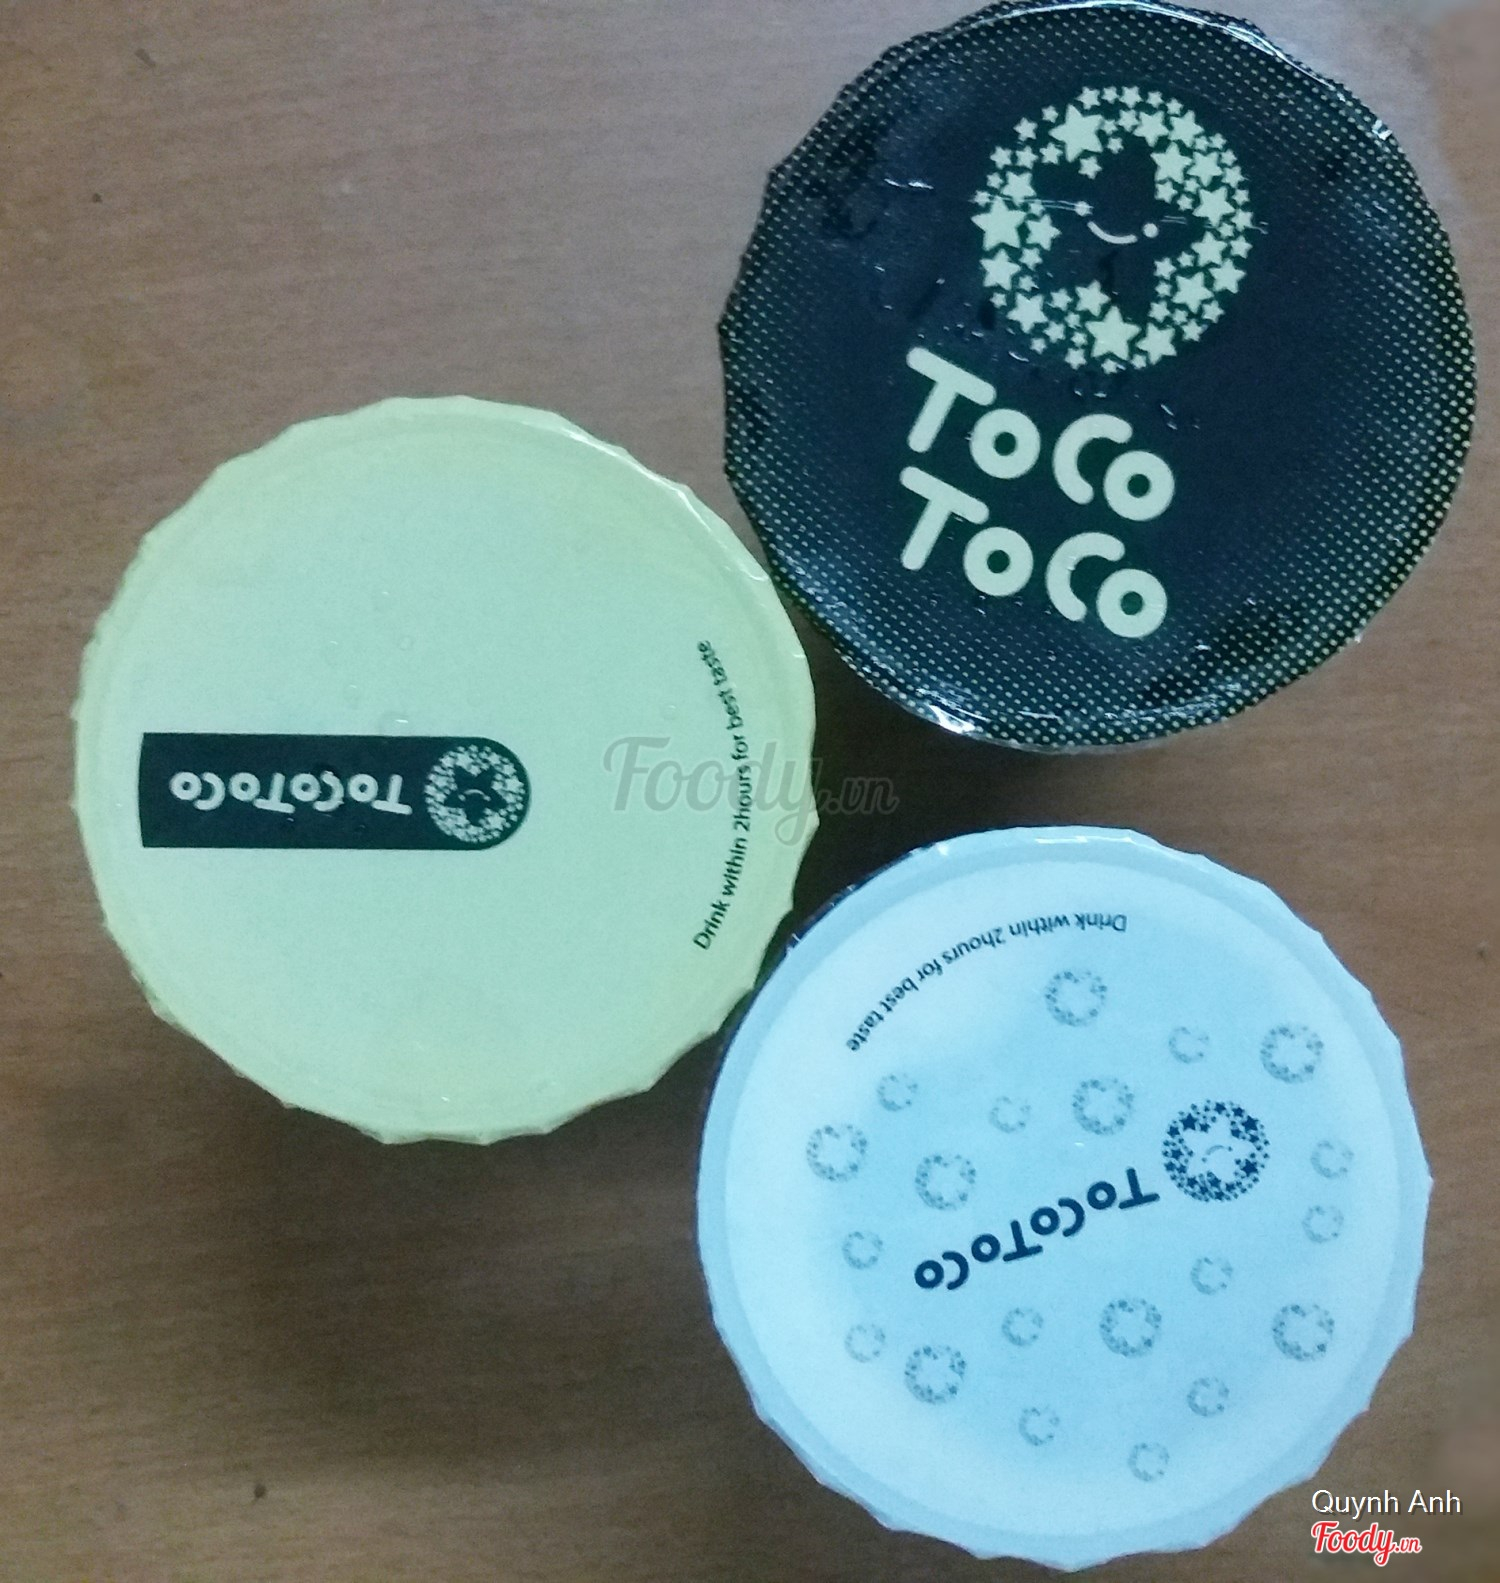 ToCo
ToCo
ToCoToCo
Drink within 2hours for best taste
Foody.vn
Drink within 2hours for best taste
ToCoToCo
Quynh Anh
Foody.vn